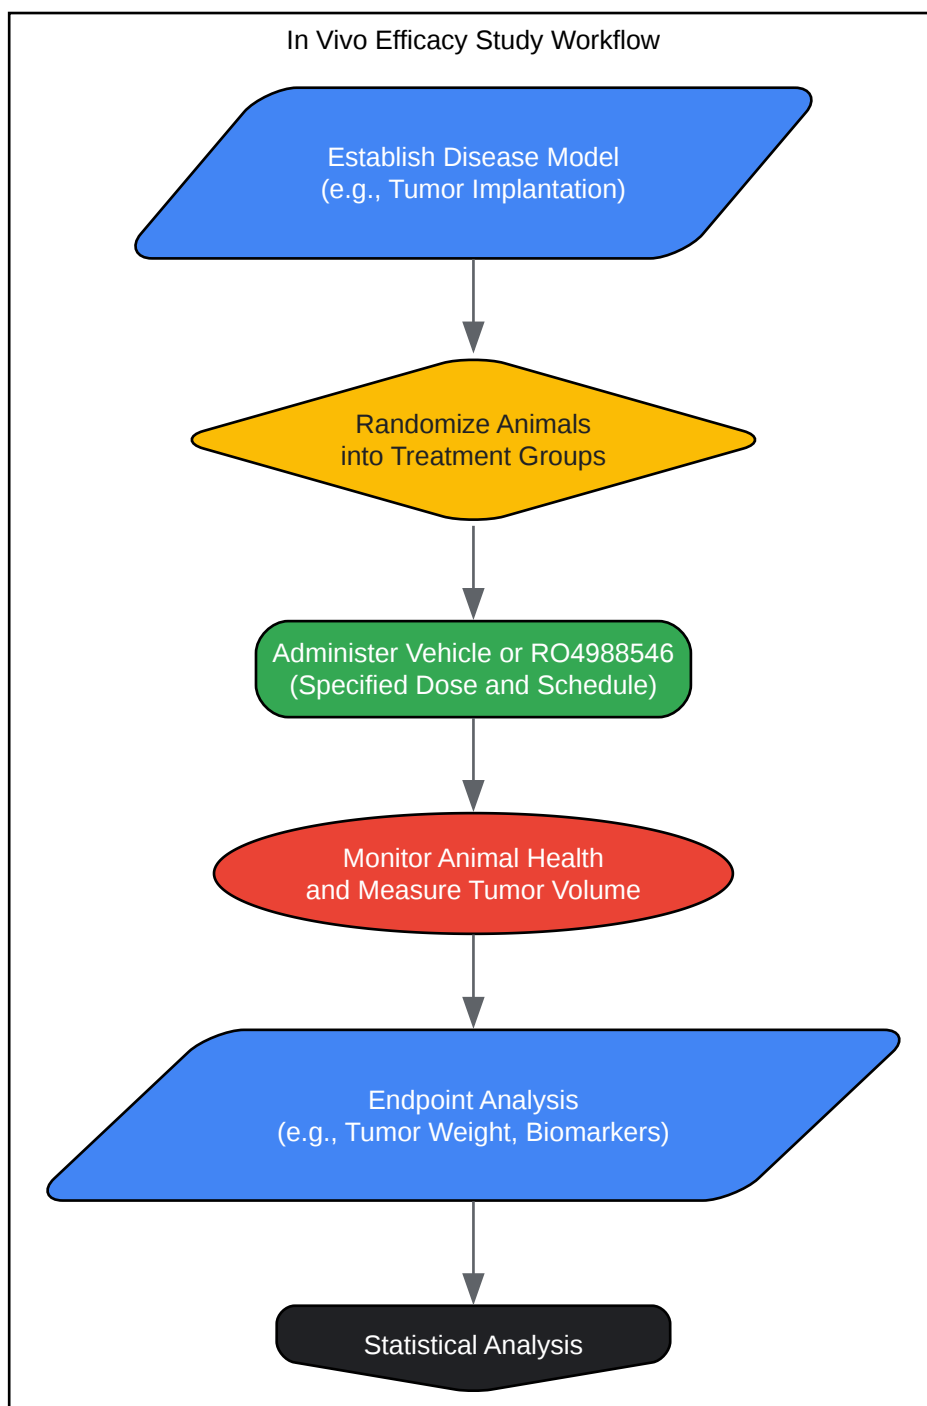 In Vivo Efficacy Study Workflow
Establish Disease Model
(e.g., Tumor Implantation)
Randomize Animals
into Treatment Groups
Administer Vehicle or RO4988546
(Specified Dose and Schedule)
Monitor Animal Health
and Measure Tumor Volume
Endpoint Analysis
(e.g., Tumor Weight, Biomarkers)
Statistical Analysis